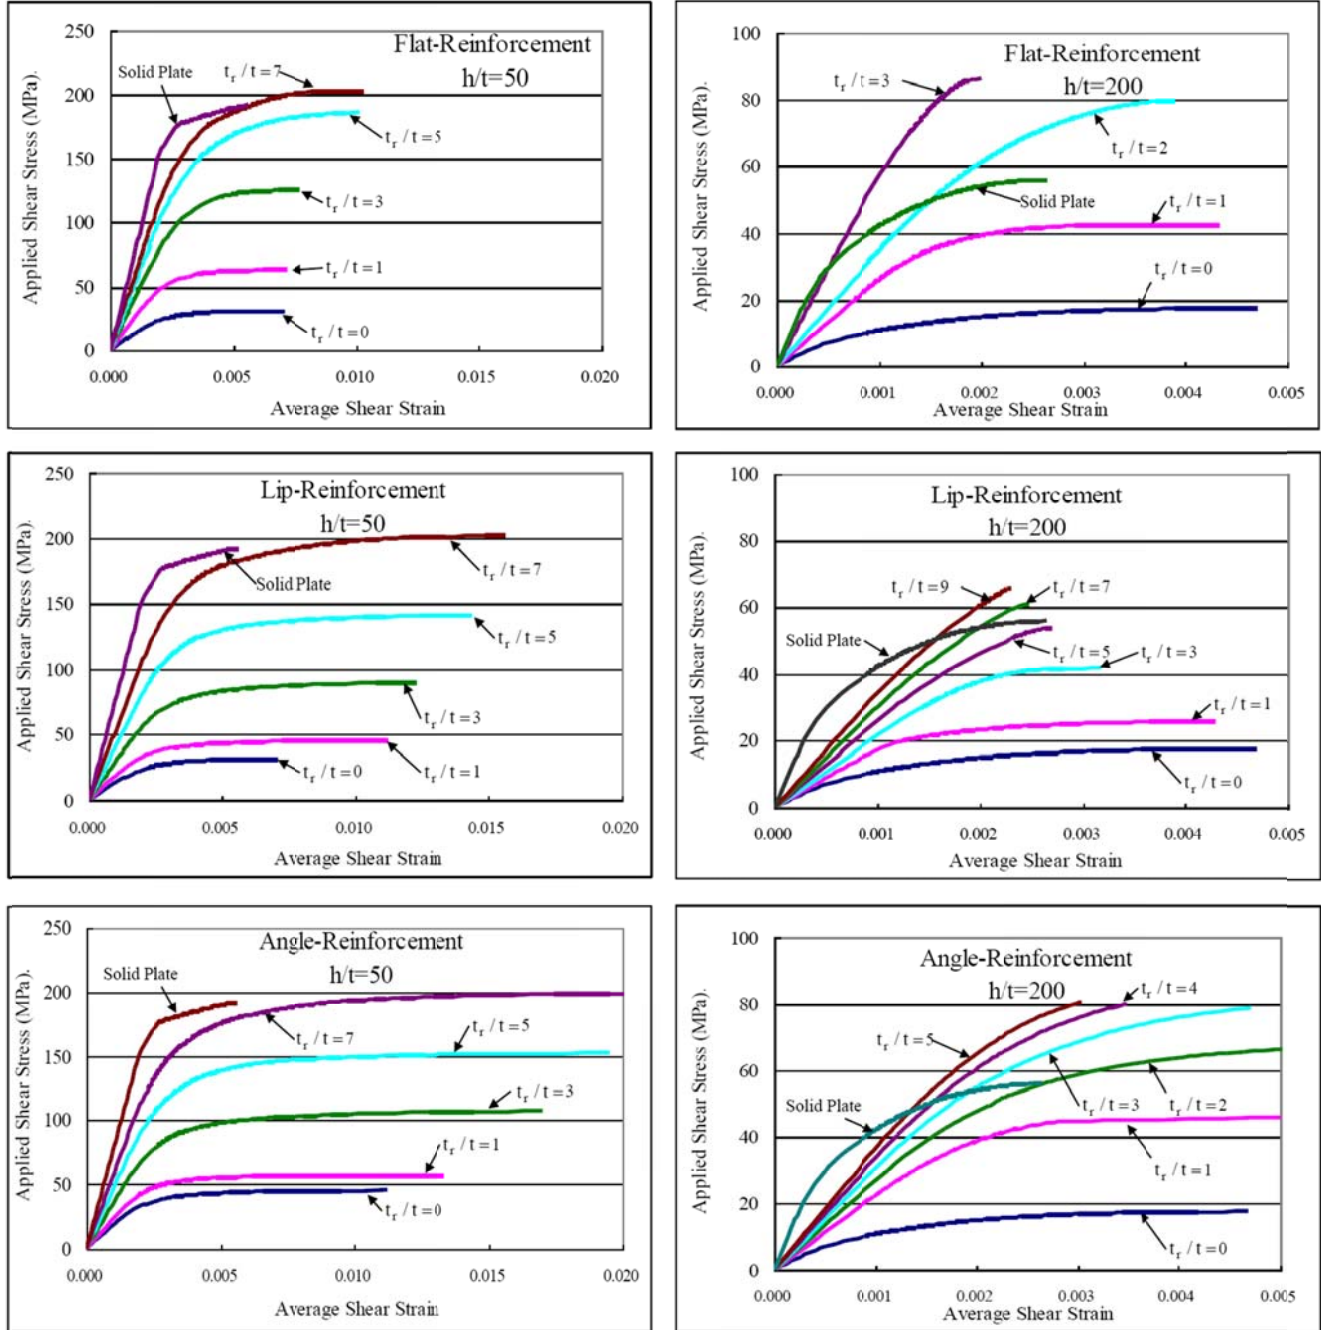 Flat-Reinforcement
h/t=50
250
200
150
100
50
0
Solid Plate
t_r / t = 7
t_r / t = 5
t_r / t = 3
t_r / t = 1
t_r / t = 0
0.000 0.005 0.010 0.015 0.020
Average Shear Strain
Applied Shear Stress (MPa).
Flat-Reinforcement
h/t=200
100
80
60
40
20
0
t_r / t = 3
t_r / t = 2
Solid Plate
t_r / t = 1
t_r / t = 0
0.000 0.001 0.002 0.003 0.004 0.005
Average Shear Strain
Applied Shear Stress (MPa).
Lip-Reinforcement
h/t=50
250
200
150
100
50
0
Solid Plate
t_r / t = 7
t_r / t = 5
t_r / t = 3
t_r / t = 0
t_r / t = 1
0.000 0.005 0.010 0.015 0.020
Average Shear Strain
Applied Shear Stress (MPa).
Lip-Reinforcement
h/t=200
100
80
60
40
20
0
t_r / t = 9
t_r / t = 7
Solid Plate
t_r / t = 5
t_r / t = 3
t_r / t = 1
t_r / t = 0
0.000 0.001 0.002 0.003 0.004 0.005
Average Shear Strain
Applied Shear Stress (MPa).
Angle-Reinforcement
h/t=50
250
200
150
100
50
0
Solid Plate
t_r / t = 7
t_r / t = 5
t_r / t = 3
t_r / t = 1
t_r / t = 0
0.000 0.005 0.010 0.015 0.020
Average Shear Strain
Applied Shear Stress (MPa).
Angle-Reinforcement
h/t=200
100
80
60
40
20
0
t_r / t = 4
t_r / t = 5
Solid Plate
t_r / t = 3
t_r / t = 2
t_r / t = 1
t_r / t = 0
0.000 0.001 0.002 0.003 0.004 0.005
Average Shear Strain
Applied Shear Stress (MPa).